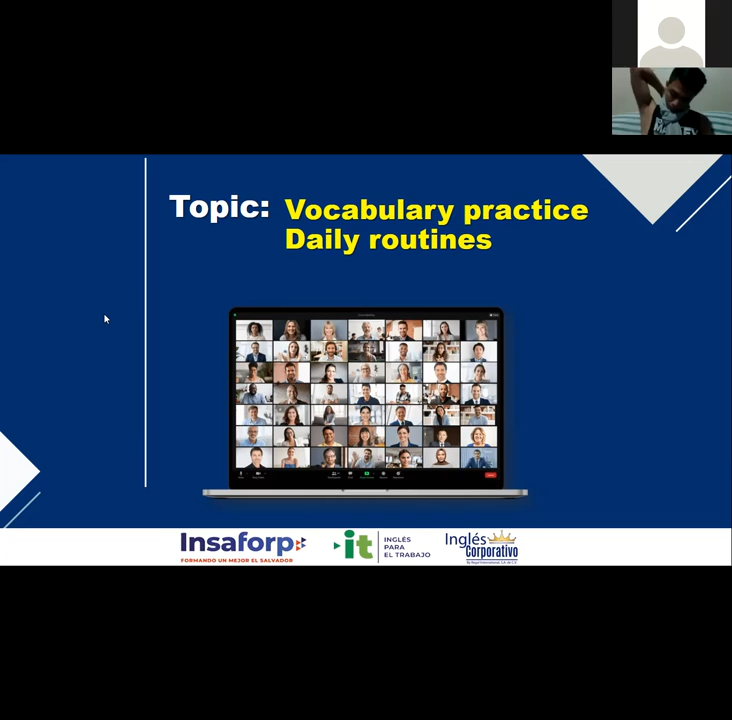 Topic:
Vocabulary practice
Daily routines
Insaforp
FORMANDO UN MEJOR EL SALVADOR
it
INGLÉS
PARA
EL TRABAJO
Inglés
Corporativo